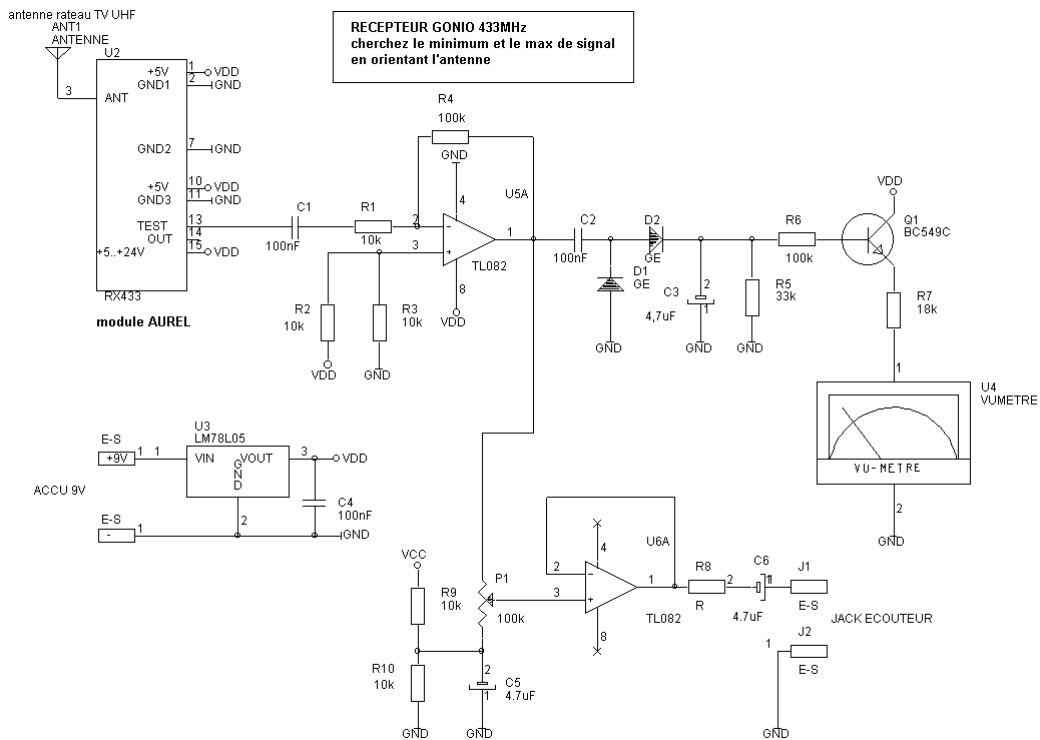 antenne rateau TV UHF
ANT1
ANTENNE
RECEPTEUR GONIO 433MHz
cherchez le minimum et le max de signal
en orientant l'antenne
U2
3
ANT
+5V
1
VDD
GND1
2
GND
GND2
7
GND
+5V
10
VDD
GND3
11
GND
TEST
13
OUT
14
+5..+24V
15
VDD
RX433
module AUREL
C1
100nF
R1
10k
R4
100k
GND
4
2
3
1
8
VDD
U5A
TL082
R2
10k
VDD
R3
10k
GND
C2
100nF
D1
GE
GND
D2
GE
C3
4,7uF
2
1
GND
R5
33k
GND
R6
100k
VDD
Q1
BC549C
R7
18k
1
U4
VUMETRE
VU-METRE
2
GND
U3
LM78L05
E-S
+9V
1
1
VIN
VOUT
GND
3
VDD
2
C4
100nF
GND
ACCU 9V
E-S
-
1
VCC
R9
10k
R10
10k
GND
P1
100k
C5
4.7uF
2
1
GND
U6A
4
2
3
1
8
TL082
R8
R
C6
2
1
4.7uF
J1
E-S
JACK ECOUTEUR
J2
1
E-S
GND